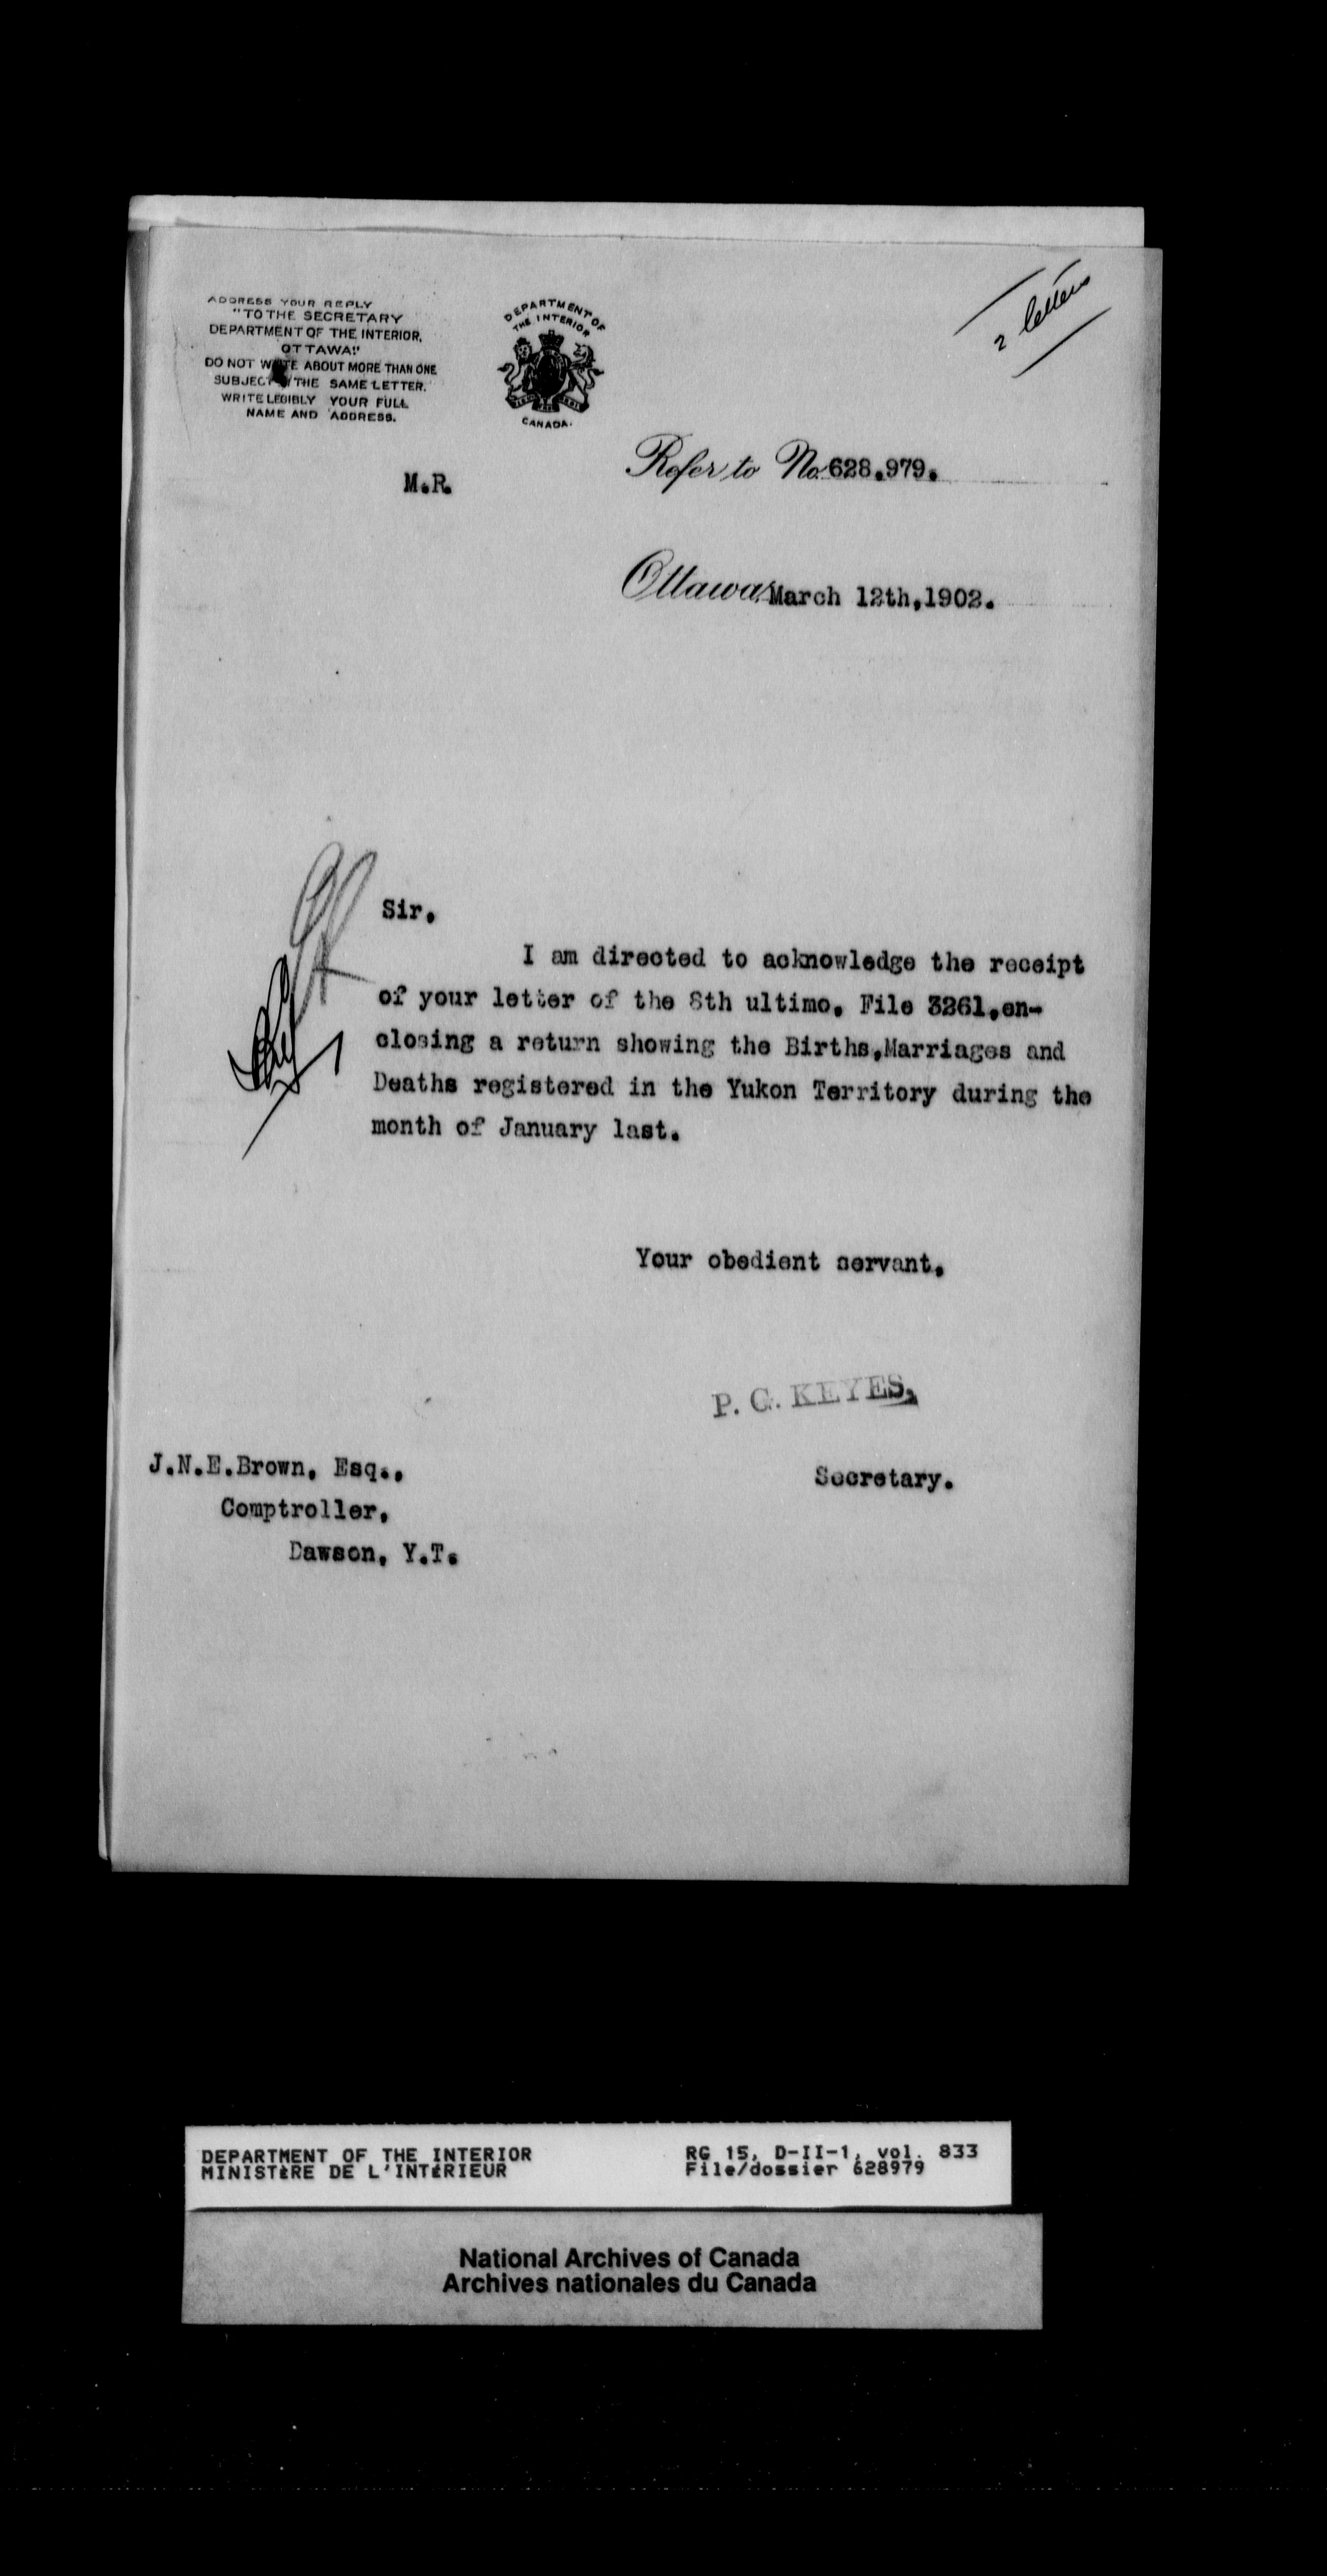 ADDRESS YOUR REPLY
"TO THE SECRETARY
DEPARTMENT OF THE INTERIOR,
OTTAWA."
DO NOT WRITE ABOUT MORE THAN ONE
SUBJECT THE SAME LETTER.
WRITE LEGIBLY YOUR FULL
NAME AND ADDRESS.
DEPARTMENT OF
THE INTERIOR
CANADA.
2 letters
M.R.
Refer to No. 628.979.
Ottawa, March 12th,1902.
Sir,
I am directed to acknowledge the receipt
of your letter of the 8th ultimo, File 3261,en-
closing a return showing the Births,Marriages and
Deaths registered in the Yukon Territory during the
month of January last.
Your obedient servant,
P. G. KEYES,
Secretary.
J.N.E.Brown, Esq.,
Comptroller,
Dawson, Y.T.
DEPARTMENT OF THE INTERIOR
MINISTÈRE DE L'INTÉRIEUR
RG 15, D-II-1, vol. 833
File/dossier 628979
National Archives of Canada
Archives nationales du Canada